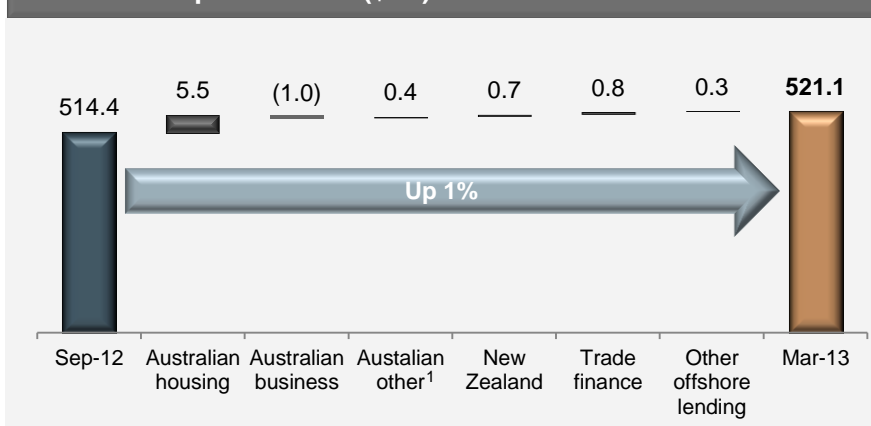 514.4
5.5
(1.0)
0.4
0.7
0.8
0.3
521.1
Up 1%
Sep-12
Australian housing
Australian business
Austalian other¹
New Zealand
Trade finance
Other offshore lending
Mar-13